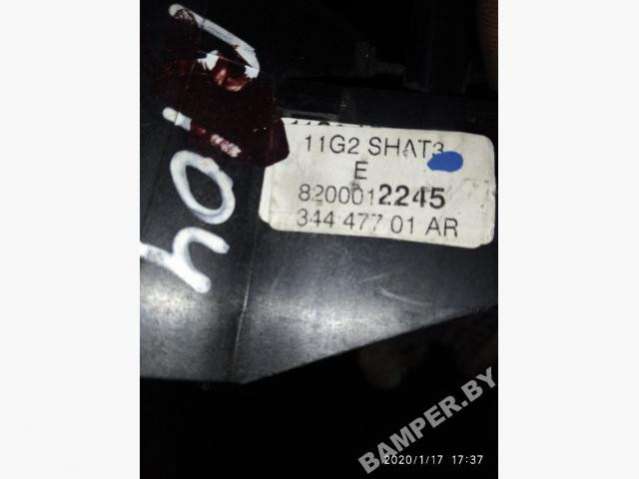 11G2 SHAT3
E
8200012245
344 477 01 AR
BAMPER.BY
2020/1/17 17:37